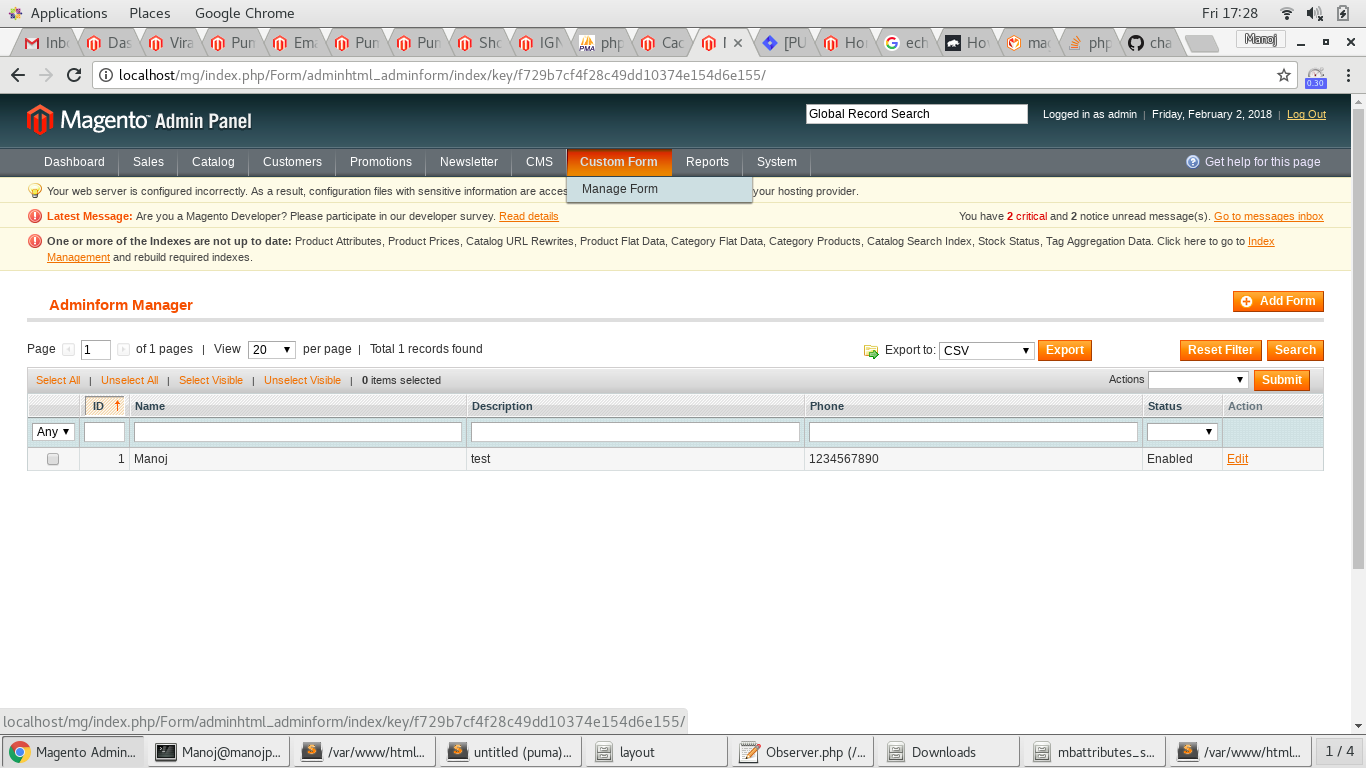 Applications Places Google Chrome Fri 17:28
Inbo Das Vira Pun Ema Pun Pun Sho IGN php Cac [PU Hor ech Hov mag php cha Manoj
localhost/mg/index.php/Form/adminhtml_adminform/index/key/f729b7cf4f28c49dd10374e154d6e155/ 0.30
Magento Admin Panel Global Record Search Logged in as admin | Friday, February 2, 2018 | Log Out
Dashboard Sales Catalog Customers Promotions Newsletter CMS Custom Form Reports System Get help for this page
Manage Form
Your web server is configured incorrectly. As a result, configuration files with sensitive information are acces your hosting provider.
Latest Message: Are you a Magento Developer? Please participate in our developer survey. Read details You have 2 critical and 2 notice unread message(s). Go to messages inbox
One or more of the Indexes are not up to date: Product Attributes, Product Prices, Catalog URL Rewrites, Product Flat Data, Category Flat Data, Category Products, Catalog Search Index, Stock Status, Tag Aggregation Data. Click here to go to Index
Management and rebuild required indexes.
Adminform Manager Add Form
Page 1 of 1 pages | View 20 per page | Total 1 records found Export to: CSV Export Reset Filter Search
Select All | Unselect All | Select Visible | Unselect Visible | 0 items selected Actions Submit
ID Name Description Phone Status Action
Any
1 Manoj test 1234567890 Enabled Edit
localhost/mg/index.php/Form/adminhtml_adminform/index/key/f729b7cf4f28c49dd10374e154d6e155/
Magento Admin... Manoj@manojp... /var/www/html... untitled (puma)... layout Observer.php (/... Downloads mbattributes_s... /var/www/html... 1 / 4